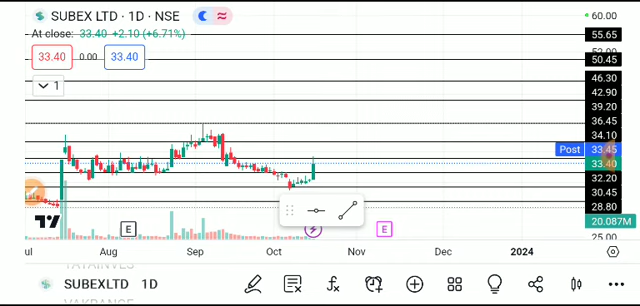 SUBEX LTD · 1D · NSE
At close: 33.40 +2.10 (+6.71%)
33.40 0.00 33.40
1
60.00
55.65
50.45
46.30
42.90
39.20
36.45
34.10
Post 33.45
33.40
32.20
30.45
28.80
20.087M
25.00
E
E
Aug Sep Oct Nov Dec 2024
SUBEXLTD 1D